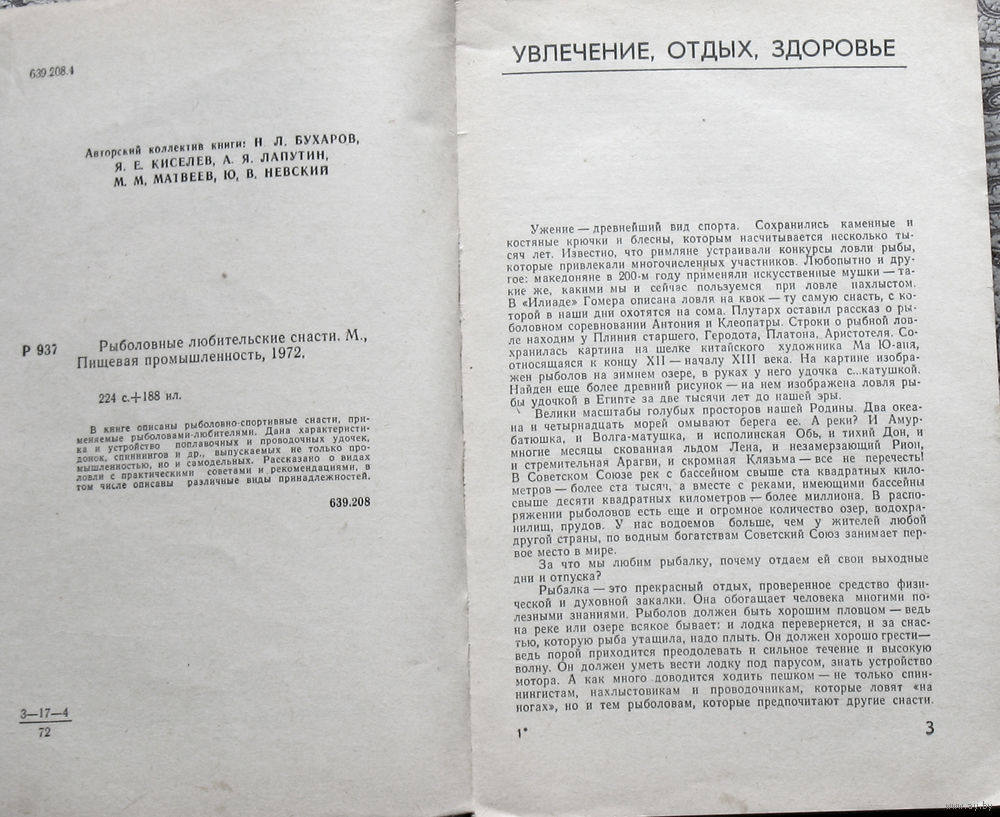 639.208.4
Авторский коллектив книги: Н. Л. БУХАРОВ,
Я. Е. КИСЕЛЕВ, А. Я. ЛАПУТИН,
М. М. МАТВЕЕВ, Ю. В. НЕВСКИЙ
Р 937
Рыболовные любительские снасти. М.,
Пищевая промышленность, 1972.
224 с.+188 ил.
В книге описаны рыболовно-спортивные снасти, при-
меняемые рыболовами-любителями. Дана характеристи-
ка и устройство поплавочных и проводочных удочек,
донок, спиннингов и др., выпускаемых не только про-
мышленностью, но и самодельных. Рассказано о видах
ловли с практическими советами и рекомендациями, в
том числе описаны различные виды принадлежностей.
639.208
3—17—4
72
УВЛЕЧЕНИЕ, ОТДЫХ, ЗДОРОВЬЕ
Ужение — древнейший вид спорта. Сохранились каменные и
костяные крючки и блесны, которым насчитывается несколько ты-
сяч лет. Известно, что римляне устраивали конкурсы ловли рыбы,
которые привлекали многочисленных участников. Любопытно и дру-
гое: македоняне в 200-м году применяли искусственные мушки — та-
кие же, какими мы и сейчас пользуемся при ловле нахлыстом.
В «Илиаде» Гомера описана ловля на квок — ту самую снасть, с ко-
торой в наши дни охотятся на сома. Плутарх оставил рассказ о ры-
боловном соревновании Антония и Клеопатры. Строки о рыбной лов-
ле находим у Плиния старшего, Геродота, Платона, Аристотеля. Со-
хранилась картина на шелке китайского художника Ма Ю-аня,
относящаяся к концу XII — началу XIII века. На картине изобра-
жен рыболов на зимнем озере, в руках у него удочка с...катушкой.
Найден еще более древний рисунок — на нем изображена ловля ры-
бы удочкой в Египте за две тысячи лет до нашей эры.
Велики масштабы голубых просторов нашей Родины. Два океа-
на и четырнадцать морей омывают берега ее. А реки? И Амур-
батюшка, и Волга-матушка, и исполинская Обь, и тихий Дон, и
многие месяцы скованная льдом Лена, и незамерзающий Рион,
и стремительная Арагви, и скромная Клязьма — все не перечесть!
В Советском Союзе рек с бассейном свыше ста квадратных кило-
метров — более ста тысяч, а вместе с реками, имеющими бассейны
свыше десяти квадратных километров — более миллиона. В распо-
ряжении рыболовов есть еще и огромное количество озер, водохра-
нилищ, прудов. У нас водоемов больше, чем у жителей любой
другой страны, по водным богатствам Советский Союз занимает пер-
вое место в мире.
За что мы любим рыбалку, почему отдаем ей свои выходные
дни и отпуска?
Рыбалка — это прекрасный отдых, проверенное средство физи-
ческой и духовной закалки. Она обогащает человека многими по-
лезными знаниями. Рыболов должен быть хорошим пловцом — ведь
на реке или озере всякое бывает: и лодка перевернется, и за снас-
тью, которую рыба утащила, надо плыть. Он должен хорошо грести—
ведь порой приходится преодолевать и сильное течение и высокую
волну. Он должен уметь вести лодку под парусом, знать устройство
мотора. А как много доводится ходить пешком — не только спин-
нингистам, нахлыстовикам и проводочникам, которые ловят «на
ногах», но и тем рыболовам, которые предпочитают другие снасти.
1*
3
www.ay.by